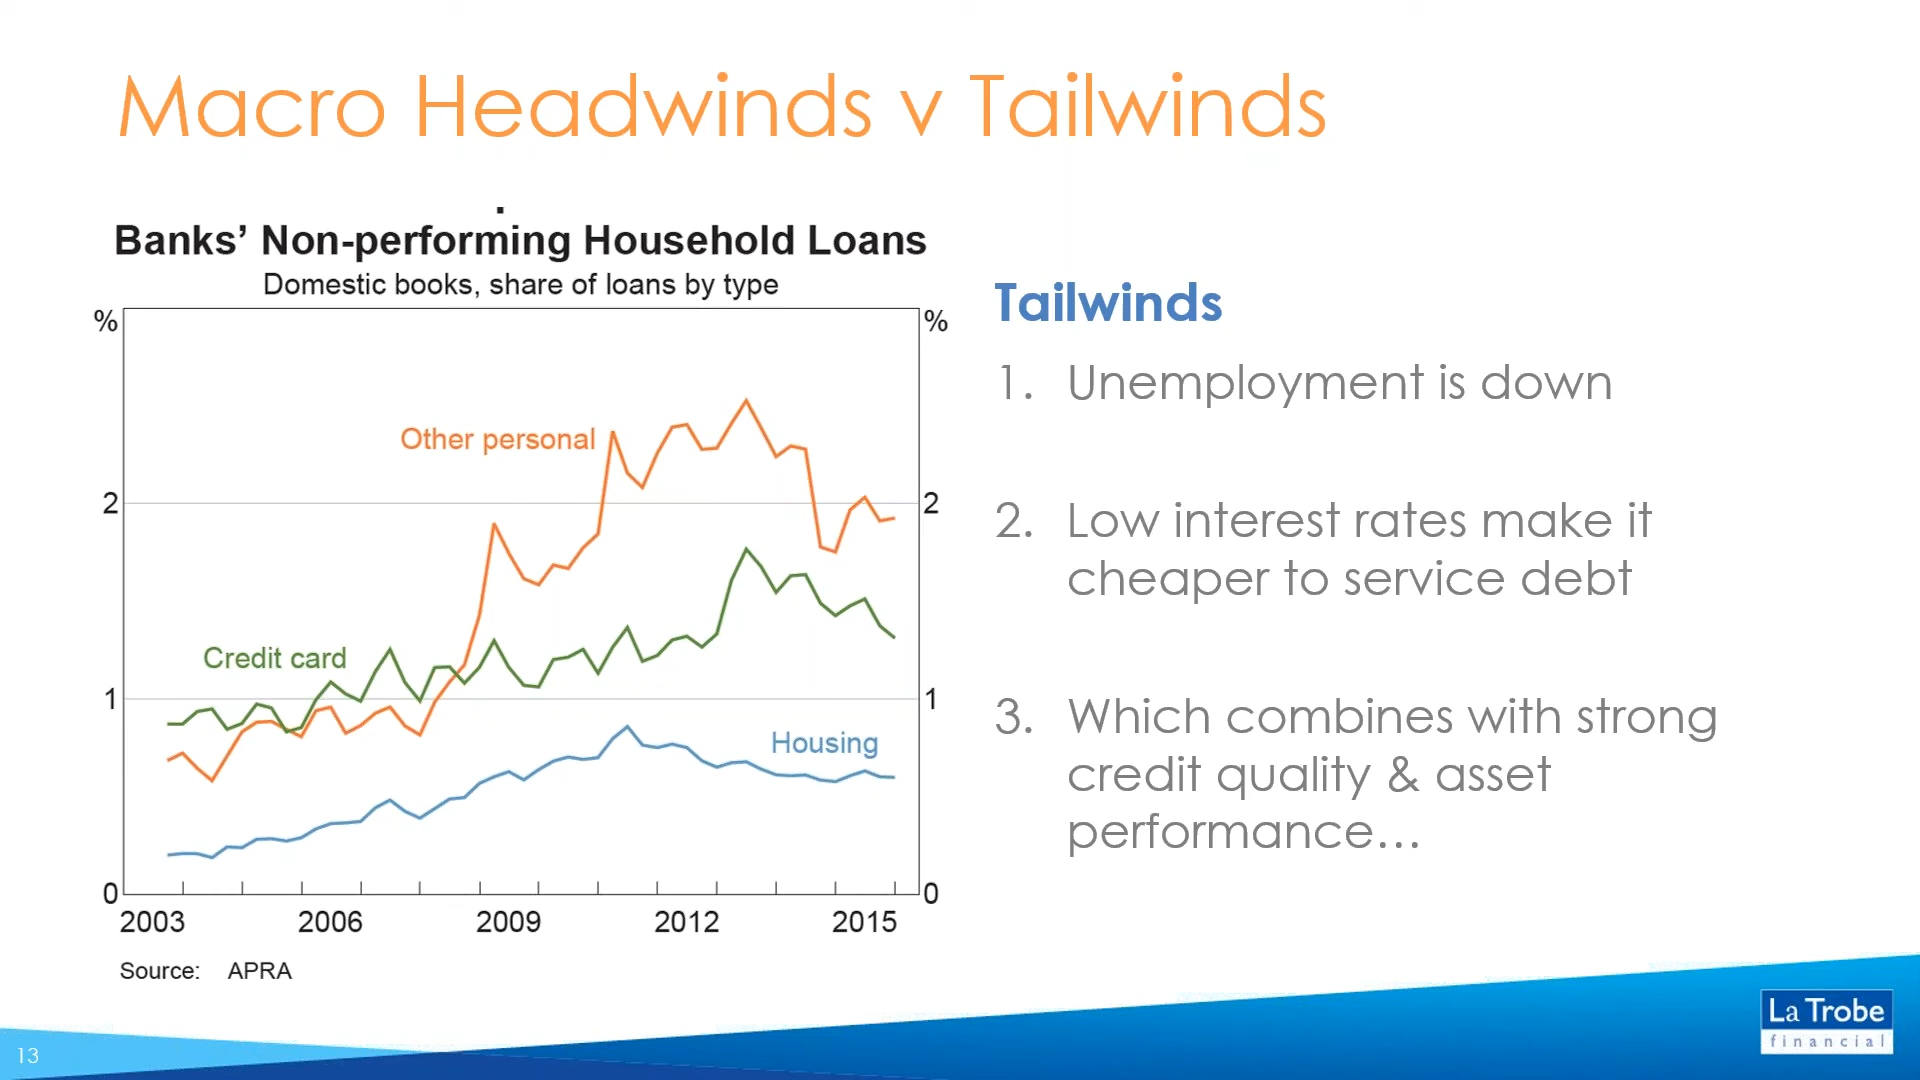 Macro Headwinds v Tailwinds
Banks’ Non-performing Household Loans
Domestic books, share of loans by type
% %
Other personal
2 2
Credit card
1 1
Housing
0 0
2003 2006 2009 2012 2015
Source: APRA
Tailwinds
1. Unemployment is down
2. Low interest rates make it
cheaper to service debt
3. Which combines with strong
credit quality & asset
performance…
13
La Trobe
financial